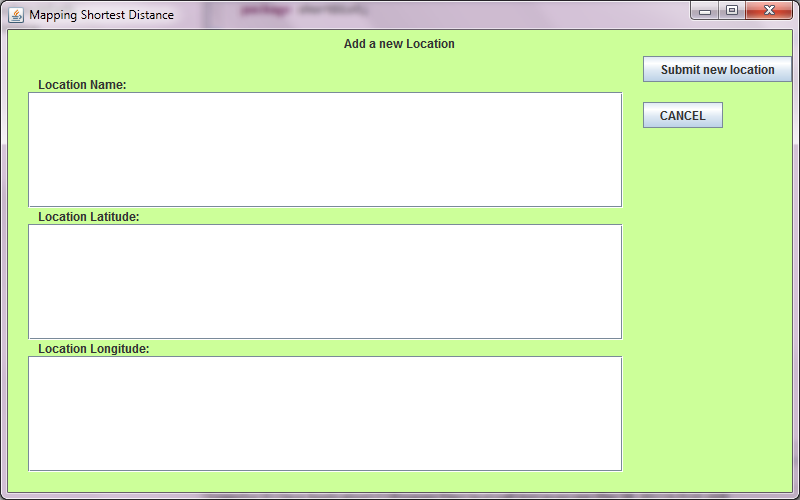 Mapping Shortest Distance
Add a new Location
Submit new location
Location Name:
CANCEL
Location Latitude:
Location Longitude: